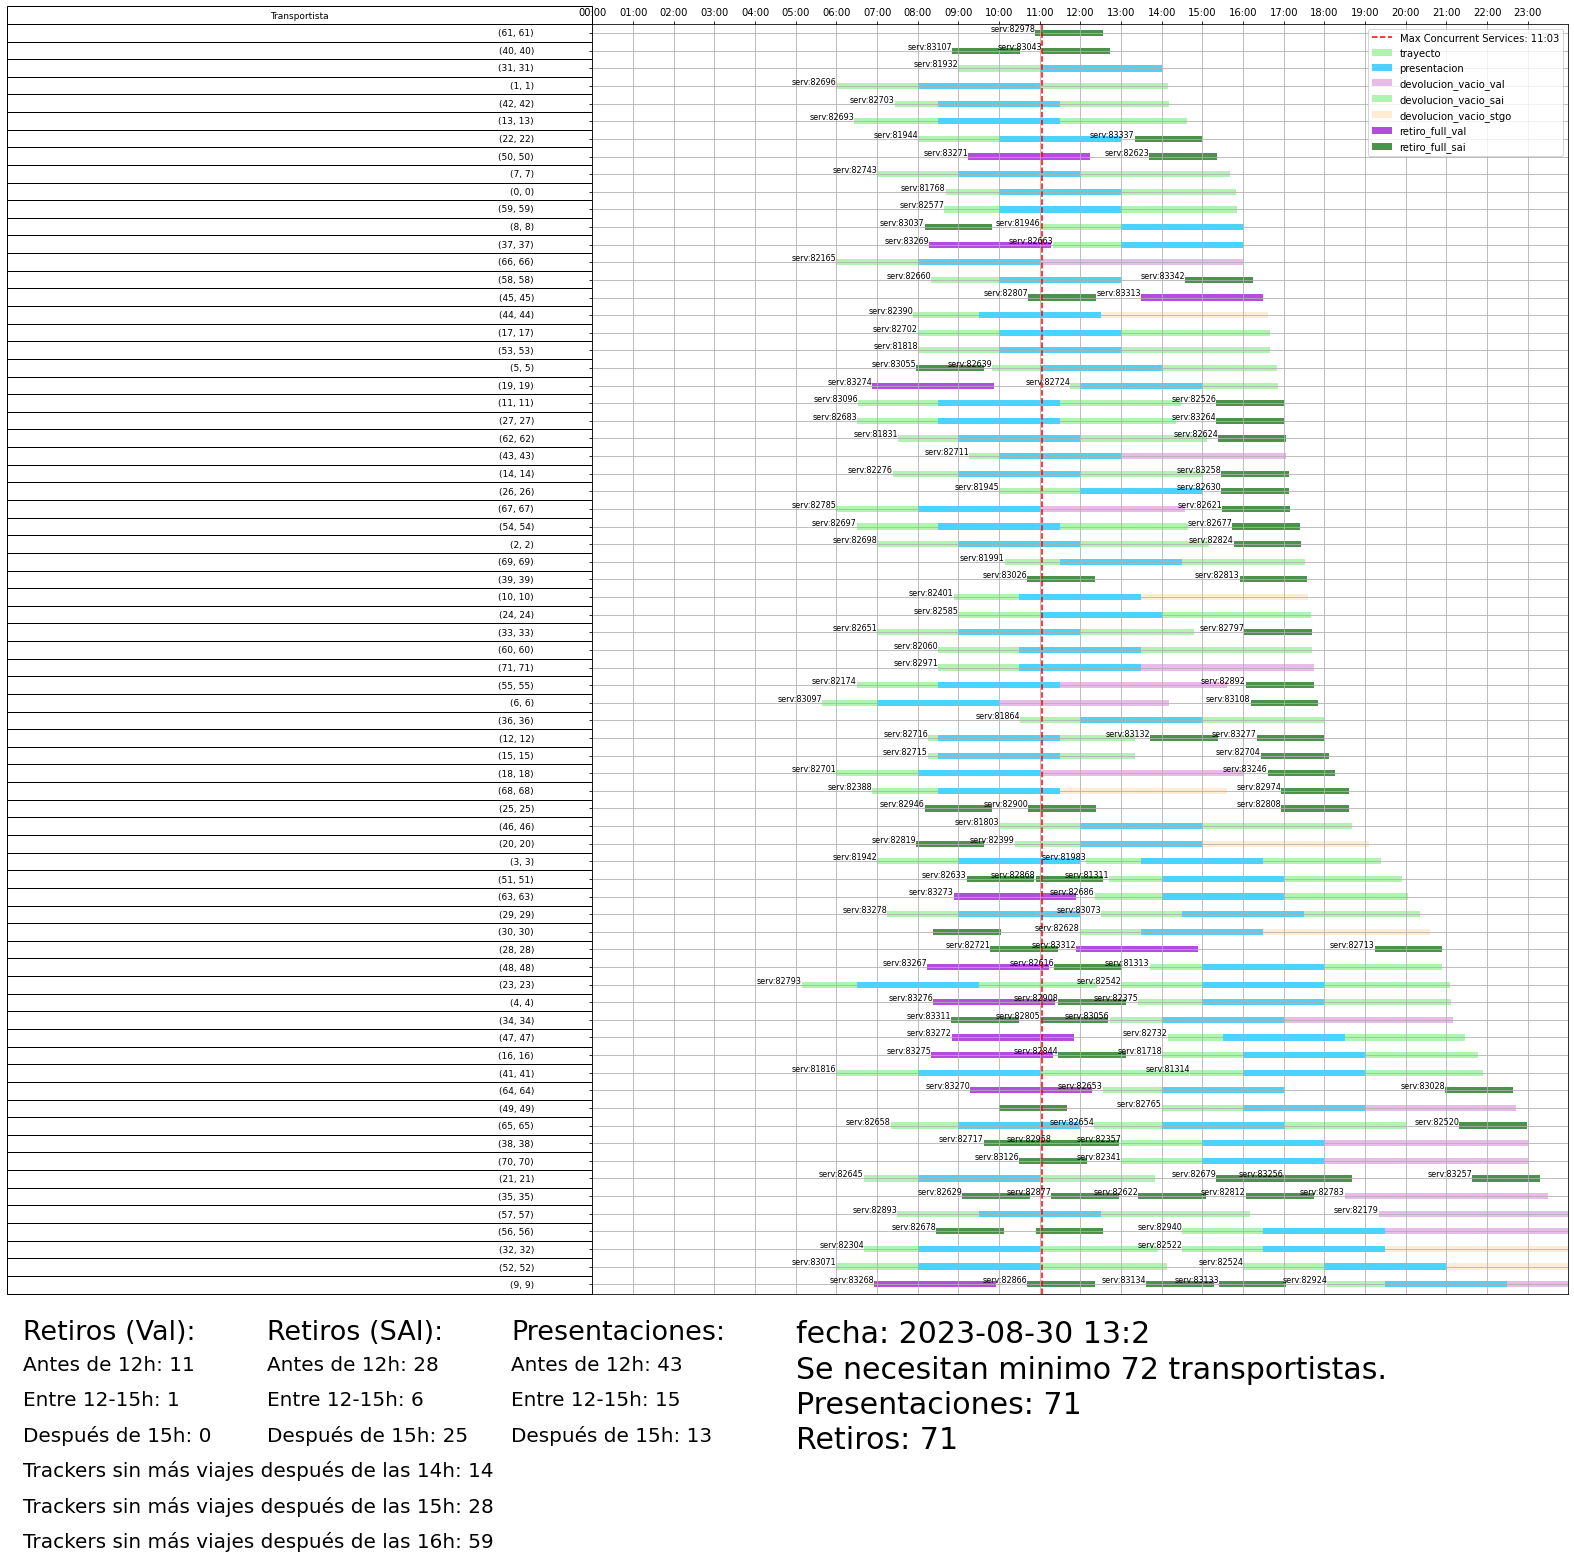 Transportista
00:00 01:00 02:00 03:00 04:00 05:00 06:00 07:00 08:00 09:00 10:00 11:00 12:00 13:00 14:00 15:00 16:00 17:00 18:00 19:00 20:00 21:00 22:00 23:00
Max Concurrent Services: 11:03
trayecto
presentacion
devolucion_vacio_val
devolucion_vacio_sai
devolucion_vacio_stgo
retiro_full_val
retiro_full_sai
(61, 61) serv:82978
(40, 40) serv:83107 serv:83043
(31, 31) serv:81932
(1, 1) serv:82696
(42, 42) serv:82703
(13, 13) serv:82693
(22, 22) serv:81944 serv:83337
(50, 50) serv:83271 serv:82623
(7, 7) serv:82743
(0, 0) serv:81768
(59, 59) serv:82577
(8, 8) serv:83037 serv:81946
(37, 37) serv:83269 serv:82663
(66, 66) serv:82165
(58, 58) serv:82660 serv:83342
(45, 45) serv:82807 serv:83313
(44, 44) serv:82390
(17, 17) serv:82702
(53, 53) serv:81818
(5, 5) serv:83055 serv:82639
(19, 19) serv:83274 serv:82724
(11, 11) serv:83096 serv:82526
(27, 27) serv:82683 serv:83264
(62, 62) serv:81831 serv:82624
(43, 43) serv:82711
(14, 14) serv:82276 serv:83258
(26, 26) serv:81945 serv:82630
(67, 67) serv:82785 serv:82621
(54, 54) serv:82697 serv:82677
(2, 2) serv:82698 serv:82824
(69, 69) serv:81991
(39, 39) serv:83026 serv:82813
(10, 10) serv:82401
(24, 24) serv:82585
(33, 33) serv:82651 serv:82797
(60, 60) serv:82060
(71, 71) serv:82971
(55, 55) serv:82174 serv:82892
(6, 6) serv:83097 serv:83108
(36, 36) serv:81864
(12, 12) serv:82716 serv:83132 serv:83277
(15, 15) serv:82715 serv:82704
(18, 18) serv:82701 serv:83246
(68, 68) serv:82388 serv:82974
(25, 25) serv:82946 serv:82900 serv:82808
(46, 46) serv:81803
(20, 20) serv:82819 serv:82399
(3, 3) serv:81942 serv:81983
(51, 51) serv:82633 serv:82868 serv:81311
(63, 63) serv:83273 serv:82686
(29, 29) serv:83278 serv:83073
(30, 30) serv:82628
(28, 28) serv:82721 serv:83312 serv:82713
(48, 48) serv:83267 serv:82616 serv:81313
(23, 23) serv:82793 serv:82542
(4, 4) serv:83276 serv:82908 serv:82375
(34, 34) serv:83311 serv:82805 serv:83056
(47, 47) serv:83272 serv:82732
(16, 16) serv:83275 serv:82844 serv:81718
(41, 41) serv:81816 serv:81314
(64, 64) serv:83270 serv:82653 serv:83028
(49, 49) serv:82765
(65, 65) serv:82658 serv:82654 serv:82520
(38, 38) serv:82717 serv:82958 serv:82357
(70, 70) serv:83126 serv:82341
(21, 21) serv:82645 serv:82679 serv:83256 serv:83257
(35, 35) serv:82629 serv:82877 serv:82622 serv:82812 serv:82783
(57, 57) serv:82893 serv:82179
(56, 56) serv:82678 serv:82940
(32, 32) serv:82304 serv:82522
(52, 52) serv:83071 serv:82524
(9, 9) serv:83268 serv:82866 serv:83134 serv:83133 serv:82924
Retiros (Val):
Antes de 12h: 11
Entre 12-15h: 1
Después de 15h: 0
Retiros (SAI):
Antes de 12h: 28
Entre 12-15h: 6
Después de 15h: 25
Presentaciones:
Antes de 12h: 43
Entre 12-15h: 15
Después de 15h: 13
Trackers sin más viajes después de las 14h: 14
Trackers sin más viajes después de las 15h: 28
Trackers sin más viajes después de las 16h: 59
fecha: 2023-08-30 13:2
Se necesitan minimo 72 transportistas.
Presentaciones: 71
Retiros: 71